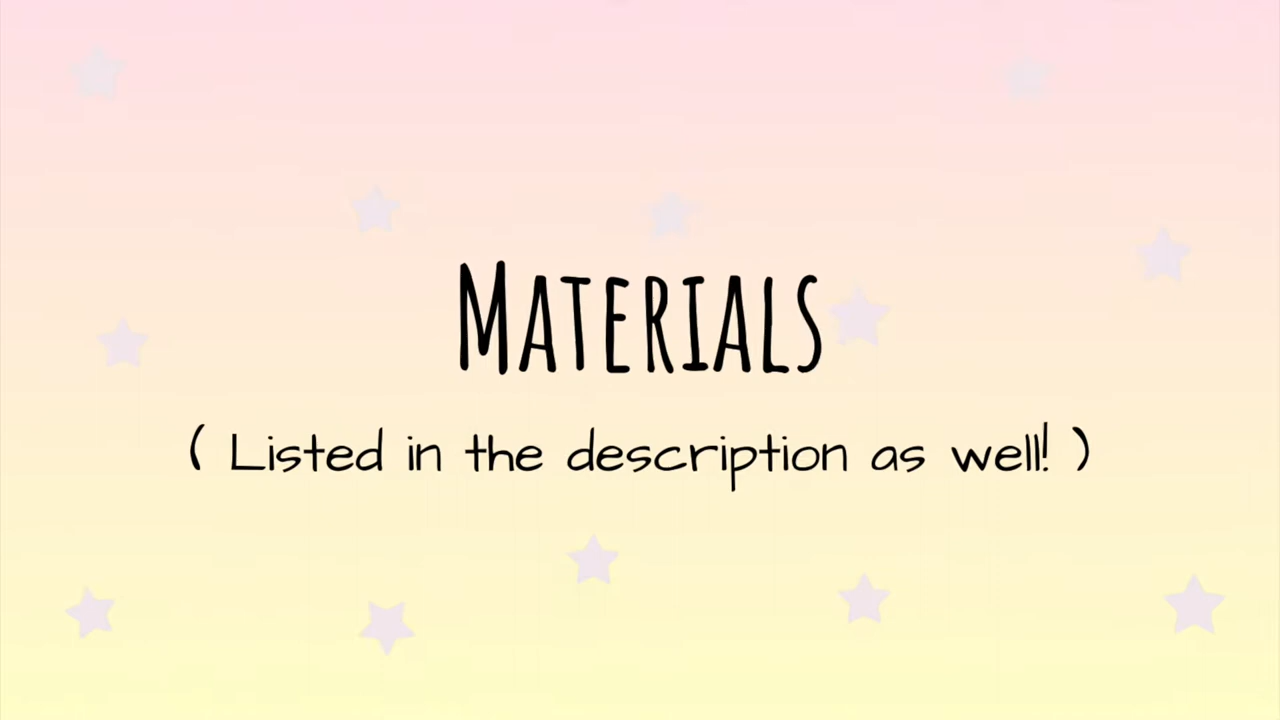 Materials
( Listed in the description as well! )